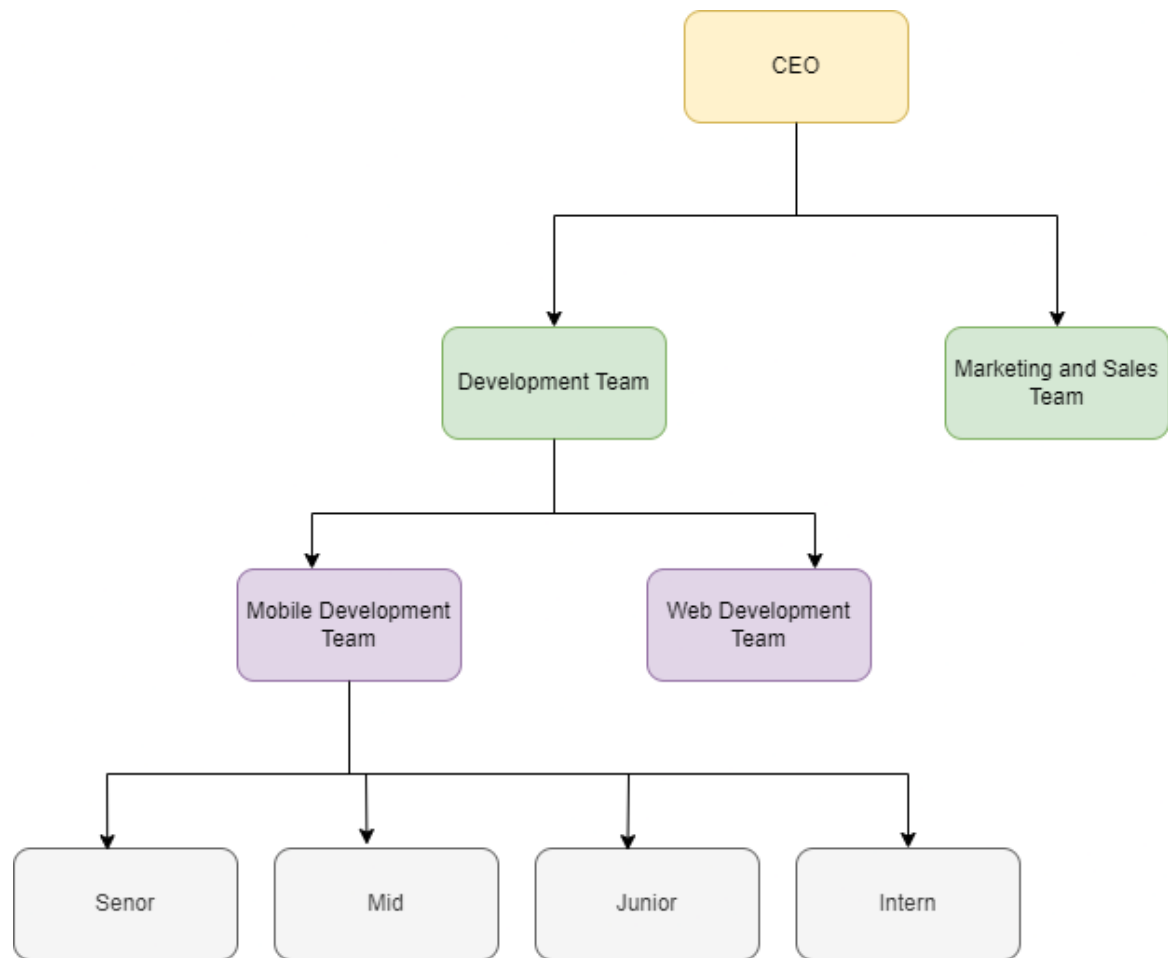 CEO
Development Team
Marketing and Sales
Team
Mobile Development
Team
Web Development
Team
Senor
Mid
Junior
Intern